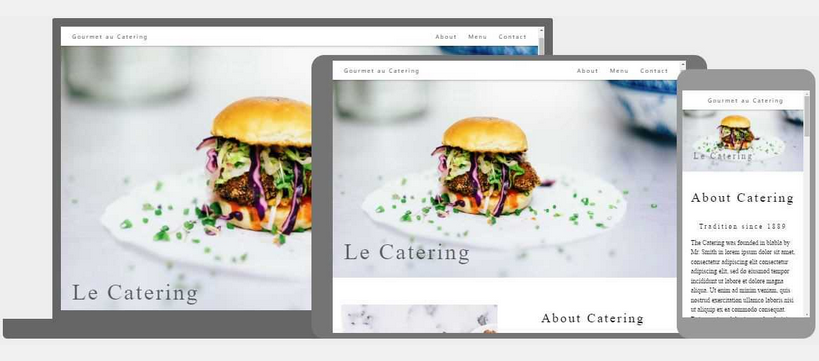 Gourmet au Catering
About Menu Contact
Le Catering
Gourmet au Catering
About Menu Contact
Le Catering
About Catering
Gourmet au Catering
Le Catering
About Catering
Tradition since 1889
The Catering was founded in blabla by
Mr. Smith in lorem ipsum dolor sit amet,
consectetur adipiscing elit consectetur
adipiscing elit, sed do eiusmod tempor
incididunt ut labore et dolore magna
aliqua. Ut enim ad minim veniam, quis
nostrud exercitation ullamco laboris nisi
ut aliquip ex ea commodo consequat.